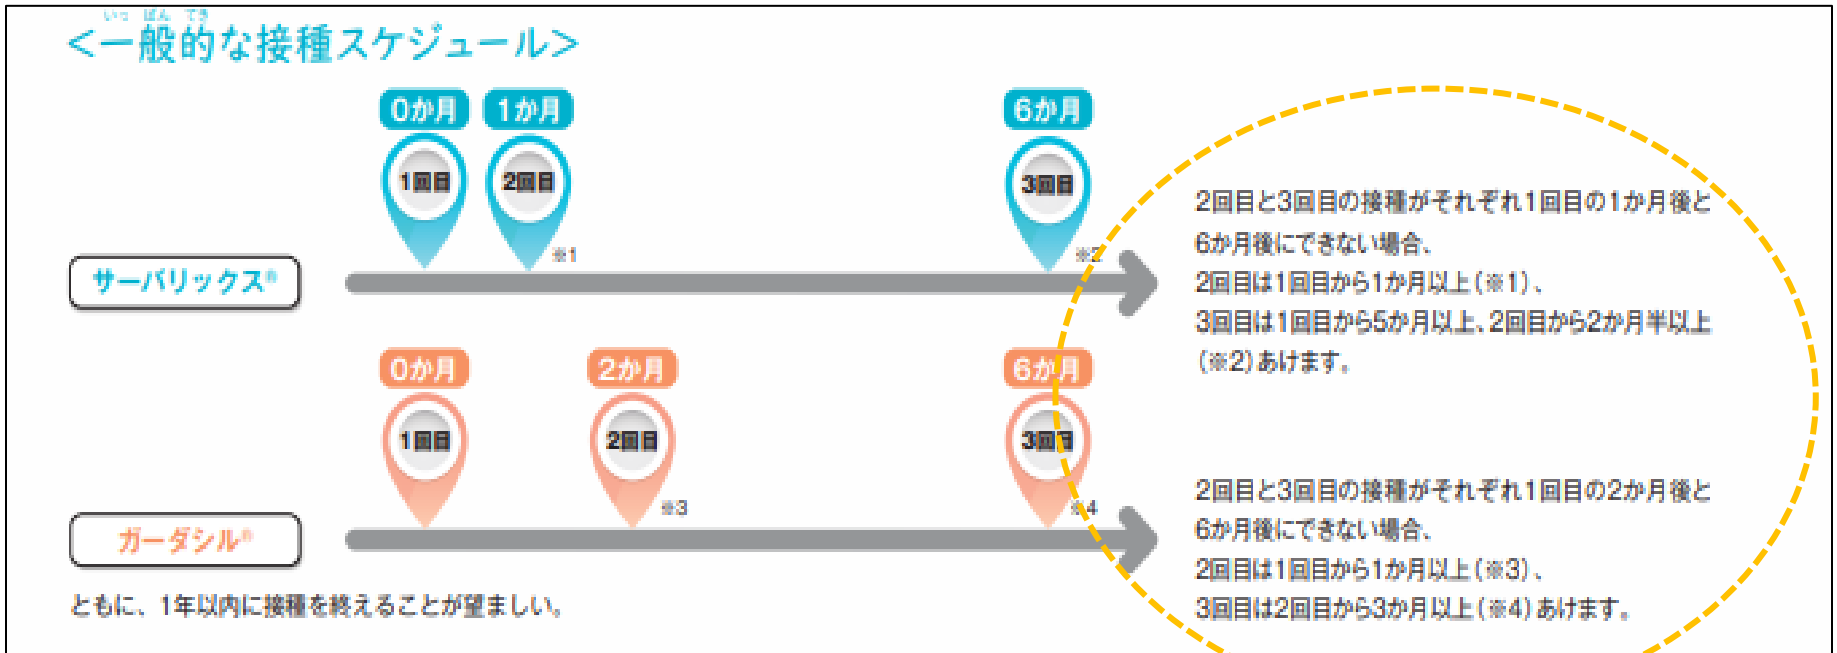 いっ ぱん てき
＜一般的な接種スケジュール＞
0か月 1か月 6か月
1回目 2回目 3回目
※1 ※2
サーバリックス®
2回目と3回目の接種がそれぞれ1回目の1か月後と
6か月後にできない場合、
2回目は1回目から1か月以上(※1)、
3回目は1回目から5か月以上、2回目から2か月半以上
(※2)あけます。
0か月 2か月 6か月
1回目 2回目 3回目
※3 ※4
ガーダシル®
2回目と3回目の接種がそれぞれ1回目の2か月後と
6か月後にできない場合、
2回目は1回目から1か月以上(※3)、
3回目は2回目から3か月以上(※4)あけます。
ともに、1年以内に接種を終えることが望ましい。